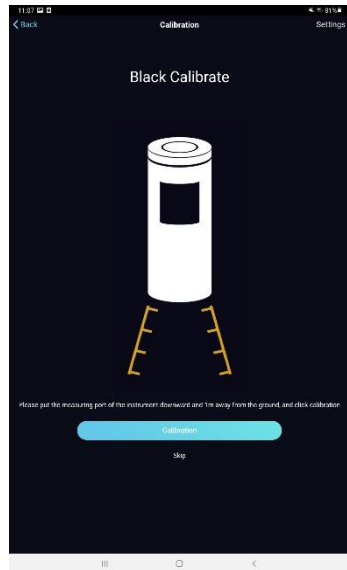 11:07 81%
Back Calibration Settings
Black Calibrate
Please put the measuring port of the instrument downward and 1m away from the ground, and click calibration
Calibration
Skip